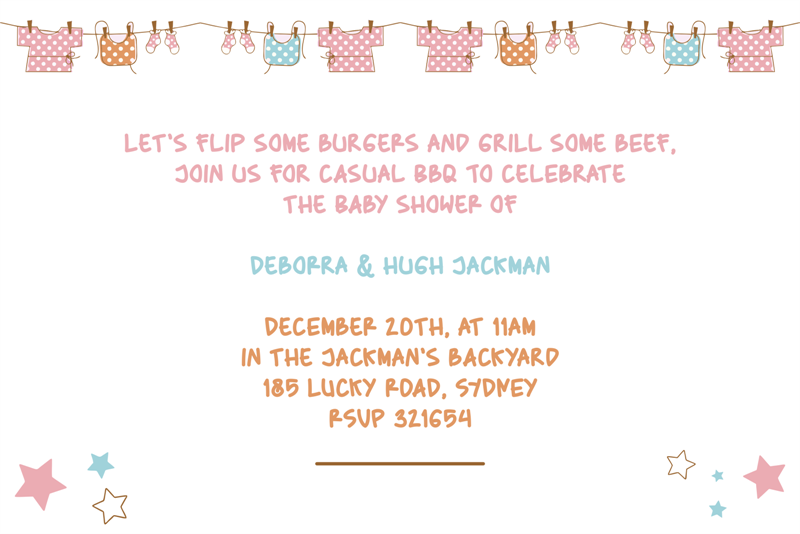 LET'S FLIP SOME BURGERS AND GRILL SOME BEEF,
JOIN US FOR CASUAL BBQ TO CELEBRATE
THE BABY SHOWER OF
DEBORRA & HUGH JACKMAN
DECEMBER 20TH, AT 11AM
IN THE JACKMAN'S BACKYARD
185 LUCKY ROAD, SYDNEY
RSVP 321654